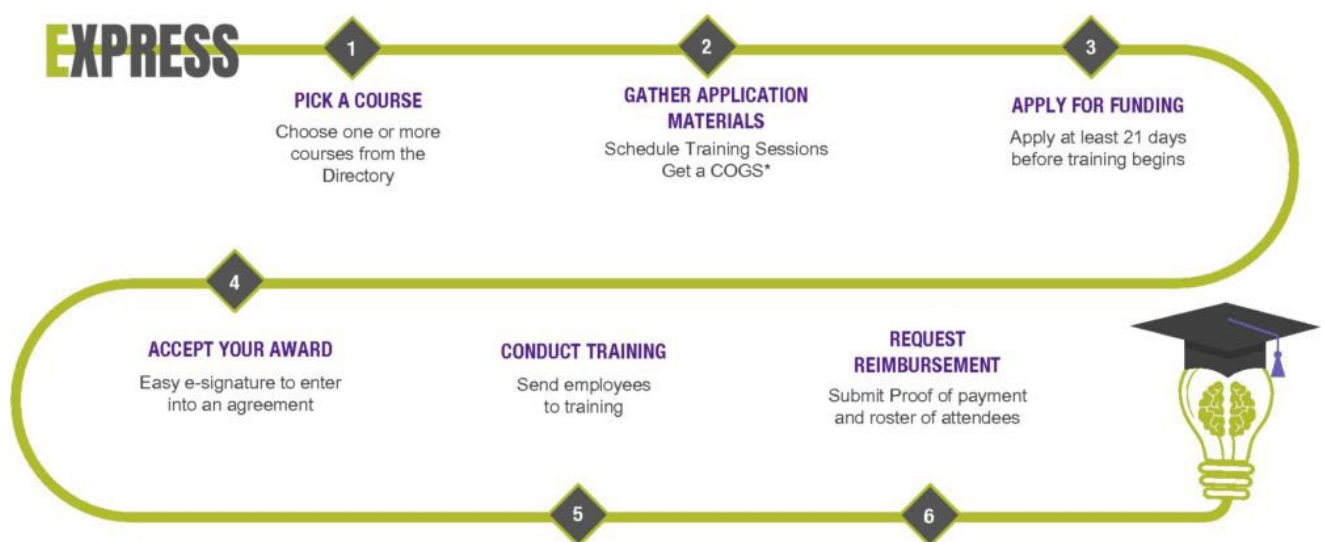 EXPRESS
1
PICK A COURSE
Choose one or more
courses from the
Directory
2
GATHER APPLICATION
MATERIALS
Schedule Training Sessions
Get a COGS*
3
APPLY FOR FUNDING
Apply at least 21 days
before training begins
4
ACCEPT YOUR AWARD
Easy e-signature to enter
into an agreement
CONDUCT TRAINING
Send employees
to training
5
REQUEST
REIMBURSEMENT
Submit Proof of payment
and roster of attendees
6